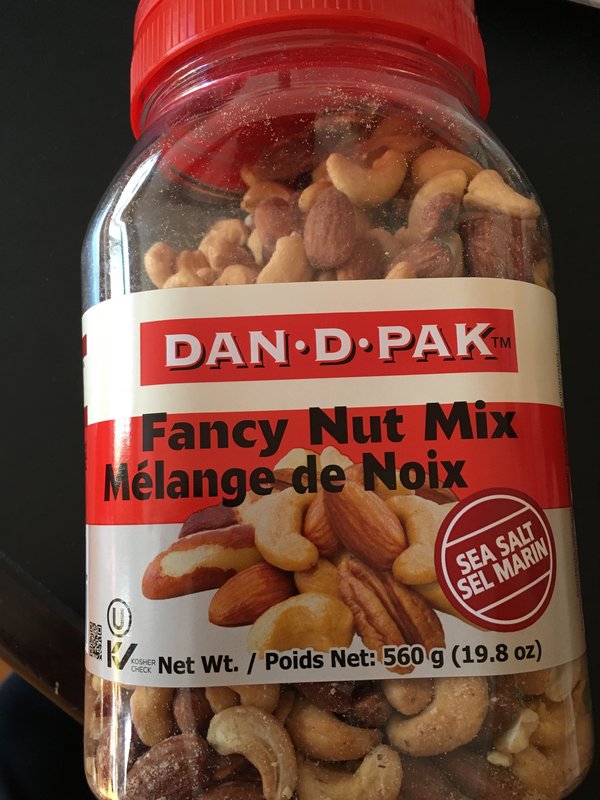 DAN·D·PAK™
Fancy Nut Mix
Mélange de Noix
SEA SALT
SEL MARIN
U
KOSHER
CHECK
Net Wt. / Poids Net: 560 g (19.8 oz)